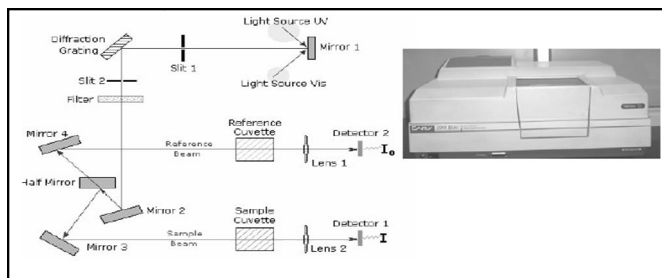 Light Source UV
Diffraction
Grating
Mirror 1
Slit 1
Slit 2
Light Source Vis
Filter
Reference
Cuvette
Mirror 4
Detector 2
Reference
Beam
I₀
Lens 1
Half Mirror
Mirror 2
Sample
Cuvette
Detector 1
Sample
Beam
I
Mirror 3
Lens 2